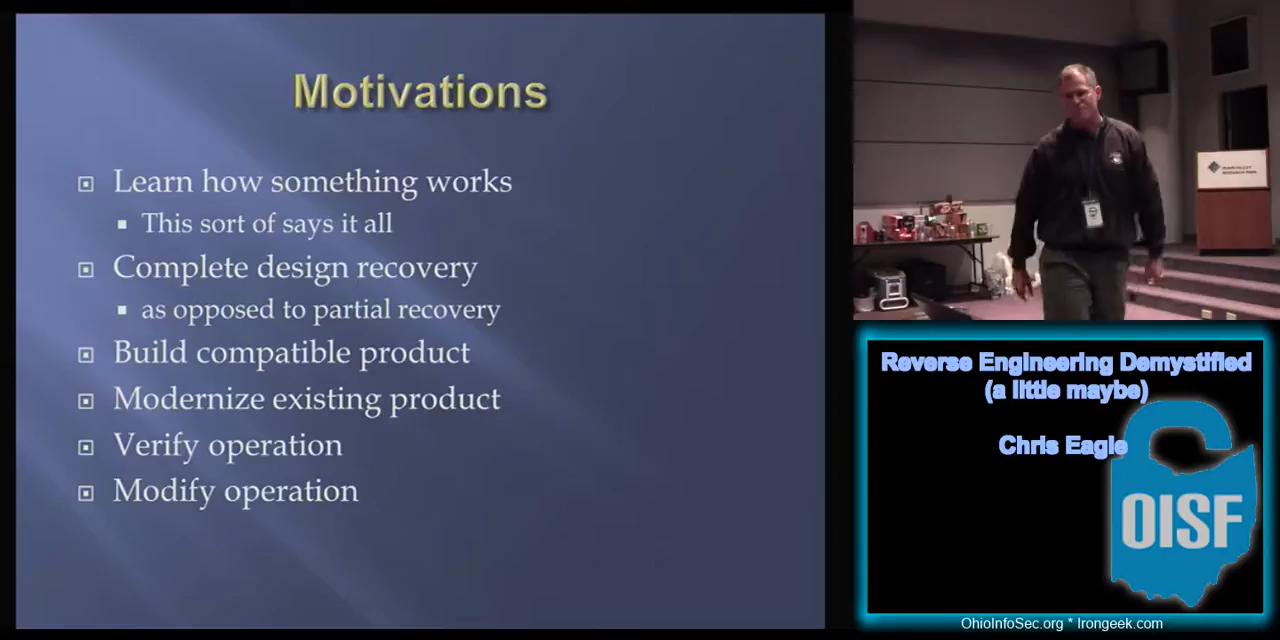 Motivations
Learn how something works
This sort of says it all
Complete design recovery
as opposed to partial recovery
Build compatible product
Modernize existing product
Verify operation
Modify operation
Reverse Engineering Demystified
(a little maybe)
Chris Eagle
OISF
OhioInfoSec.org * Irongeek.com